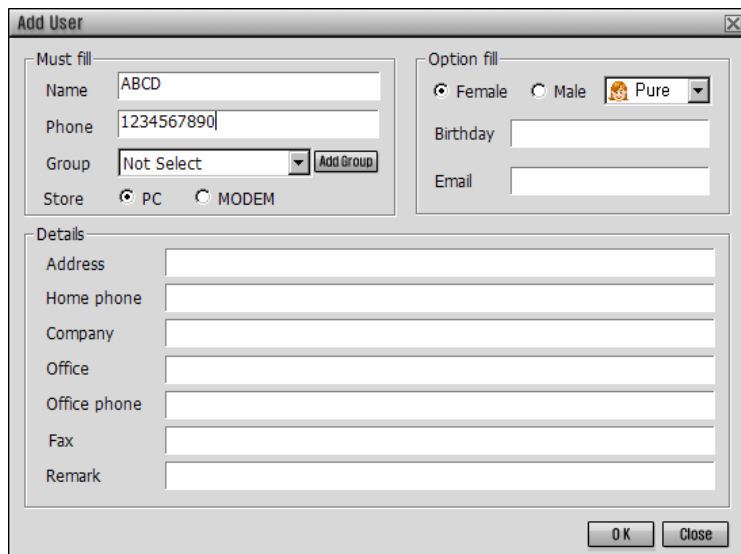 Add User
Must fill
Name ABCD
Phone 1234567890
Group Not Select Add Group
Store PC MODEM
Option fill
Female Male Pure
Birthday
Email
Details
Address
Home phone
Company
Office
Office phone
Fax
Remark
OK Close